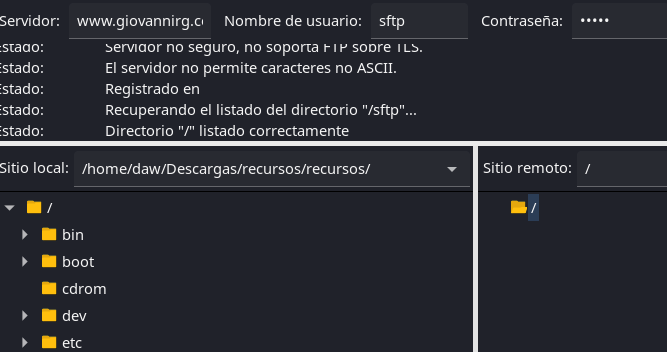 Servidor: www.giovannirg.c Nombre de usuario: sftp Contraseña: •••••
Estado: Servidor no seguro, no soporta FTP sobre TLS.
Estado: El servidor no permite caracteres no ASCII.
Estado: Registrado en
Estado: Recuperando el listado del directorio "/sftp"...
Estado: Directorio "/" listado correctamente
Sitio local: /home/daw/Descargas/recursos/recursos/
Sitio remoto: /
/
/
bin
boot
cdrom
dev
etc